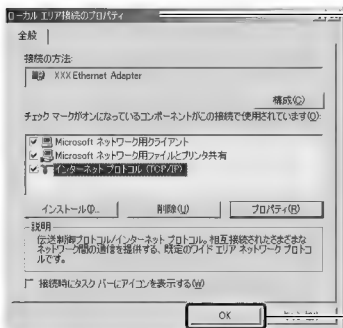 ローカル エリア接続のプロパティ
全般
接続の方法:
XXX Ethernet Adapter
構成(C)
チェック マークがオンになっているコンポーネントがこの接続で使用されています(O):
Microsoft ネットワーク用クライアント
Microsoft ネットワーク用ファイルとプリンタ共有
インターネット プロトコル (TCP/IP)
インストール(I)... 削除(U) プロパティ(R)
説明
伝送制御プロトコル/インターネット プロトコル。相互接続されたさまざまな
ネットワーク間の通信を提供する、既定のワイド エリア ネットワーク プロトコ
ルです。
接続時にタスク バーにアイコンを表示する(W)
OK